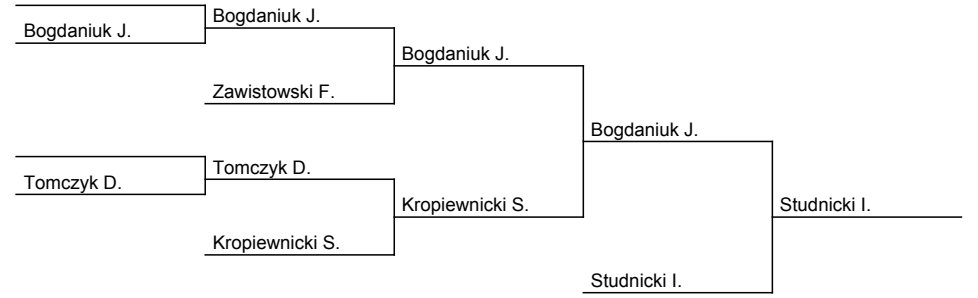 Bogdaniuk J.
Bogdaniuk J.
Bogdaniuk J.
Zawistowski F.
Bogdaniuk J.
Tomczyk D.
Tomczyk D.
Kropiewnicki S.
Studnicki I.
Kropiewnicki S.
Studnicki I.